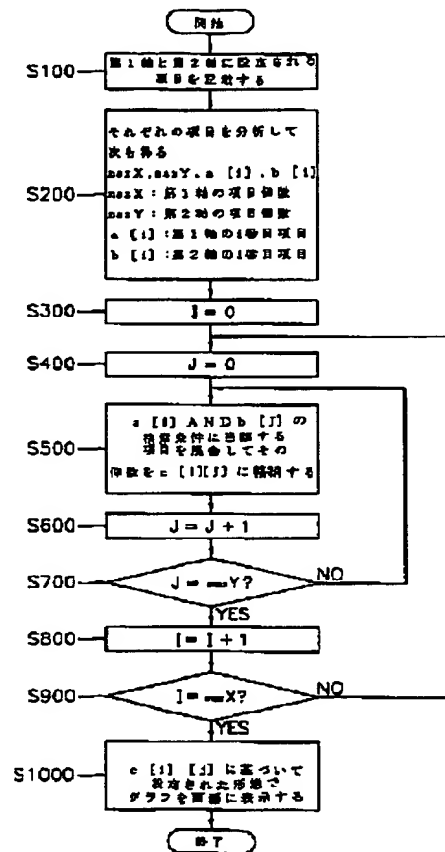 開始
S100
第1軸と第2軸に設定される
項目を記憶する
S200
それぞれの項目を分析して
次を得る
maxX,maxY,a [i],b [i]
maxX:第1軸の項目個数
maxY:第2軸の項目個数
a [i]:第1軸のi番目項目
b [i]:第2軸のi番目項目
S300
I=0
S400
J=0
S500
a [i] ANDb [J] の
検索条件に当該する
項目を照会してその
件数をc [i][J] に格納する
S600
J=J+1
S700
J=maxY?
NO
YES
S800
I=I+1
S900
I=maxX?
NO
YES
S1000
c [i] [J] に基づいて
設定された形態で
グラフを画面に表示する
終了